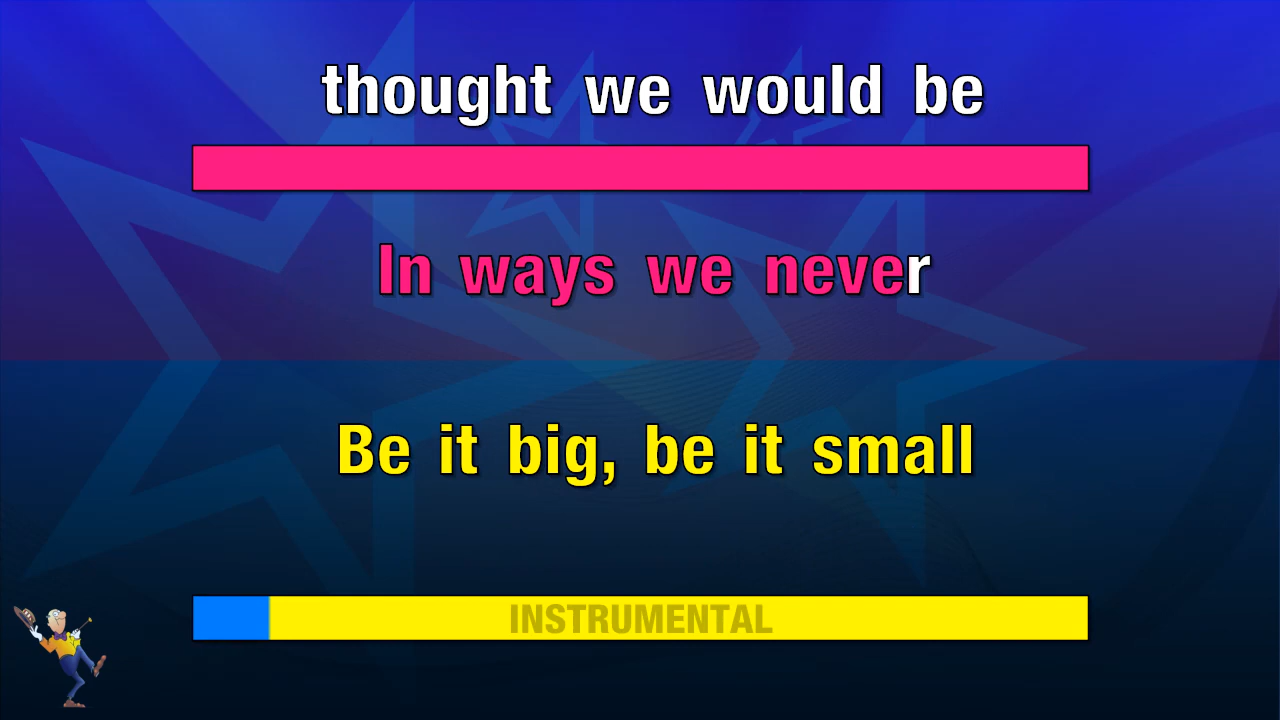 thought we would be
In ways we never
Be it big, be it small
INSTRUMENTAL